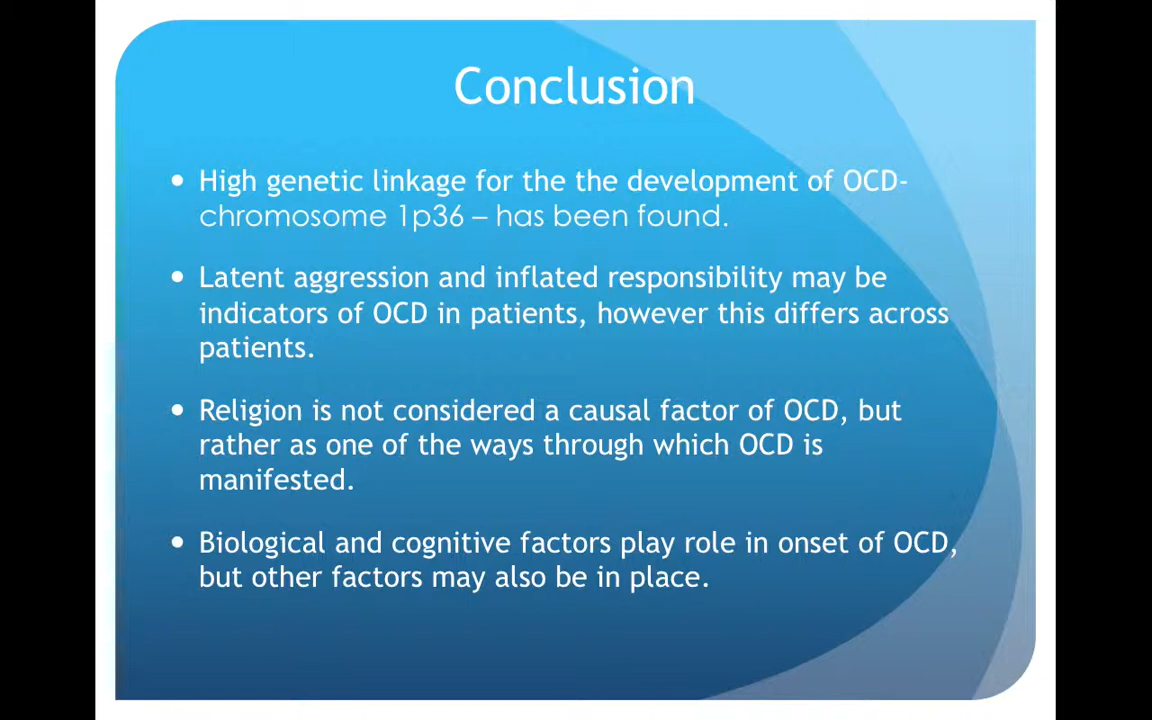 Conclusion
• High genetic linkage for the the development of OCD-
chromosome 1p36 – has been found.
• Latent aggression and inflated responsibility may be
indicators of OCD in patients, however this differs across
patients.
• Religion is not considered a causal factor of OCD, but
rather as one of the ways through which OCD is
manifested.
• Biological and cognitive factors play role in onset of OCD,
but other factors may also be in place.